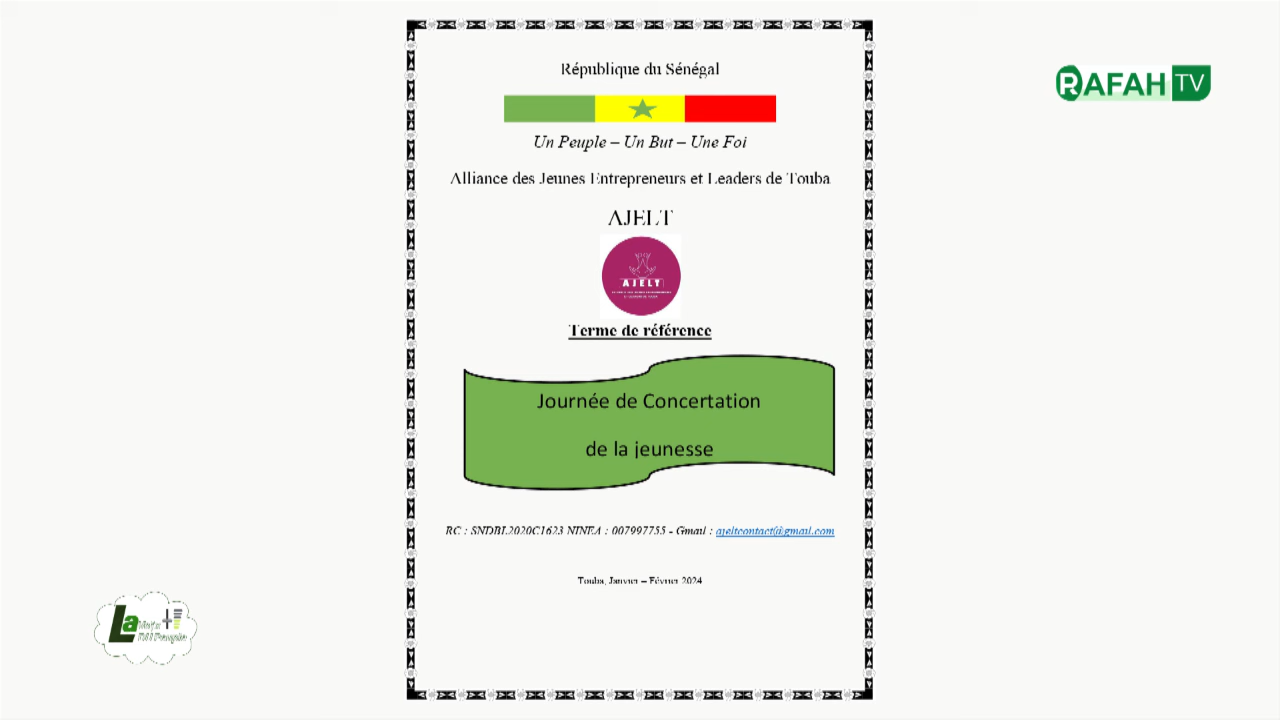 République du Sénégal
RAFAH TV
Un Peuple – Un But – Une Foi
Alliance des Jeunes Entrepreneurs et Leaders de Touba
AJELT
AJELT
Terme de référence
Journée de Concertation
de la jeunesse
RC : SNDBL2020C1623 NINEA : 007997755 - Gmail : ajeltcontact@gmail.com
Touba, Janvier – Février 2024
La